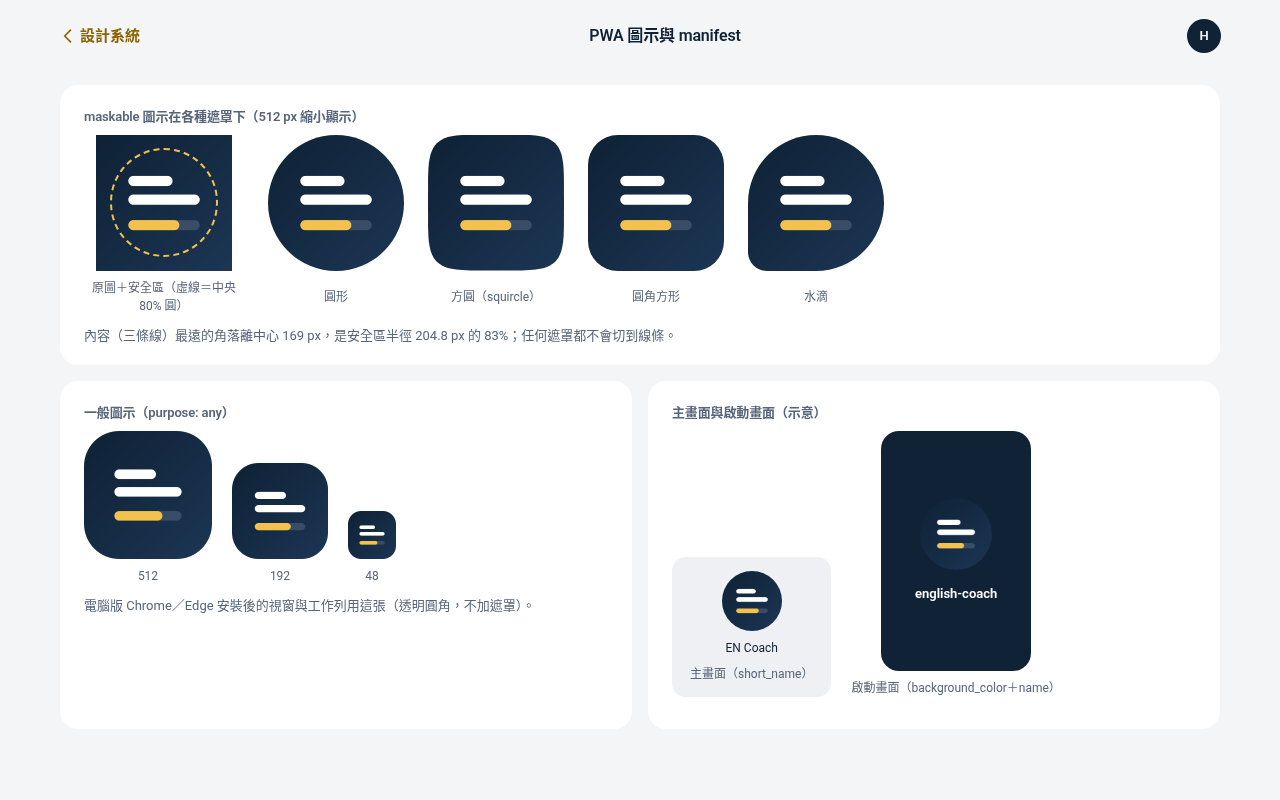 設計系統
PWA 圖示與 manifest
H
maskable 圖示在各種遮罩下（512 px 縮小顯示）
原圖＋安全區（虛線＝中央
80% 圓）
圓形
方圓（squircle）
圓角方形
水滴
內容（三條線）最遠的角落離中心 169 px，是安全區半徑 204.8 px 的 83%；任何遮罩都不會切到線條。
一般圖示（purpose: any）
512
192
48
電腦版 Chrome／Edge 安裝後的視窗與工作列用這張（透明圓角，不加遮罩）。
主畫面與啟動畫面（示意）
EN Coach
主畫面（short_name）
english-coach
啟動畫面（background_color＋name）